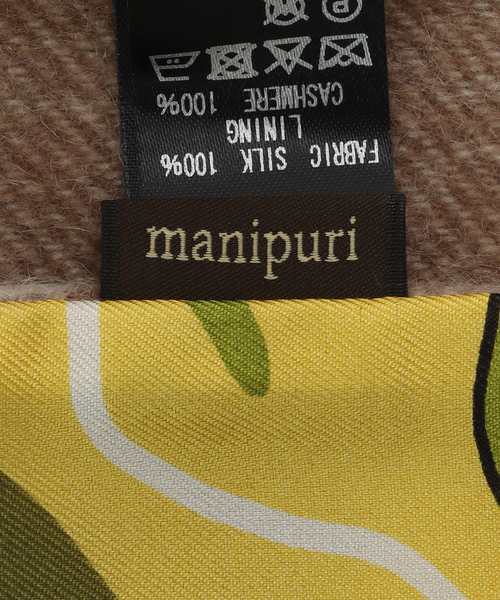 FABRIC SILK 100%
LINING
CASHMERE 100%
P
manipuri